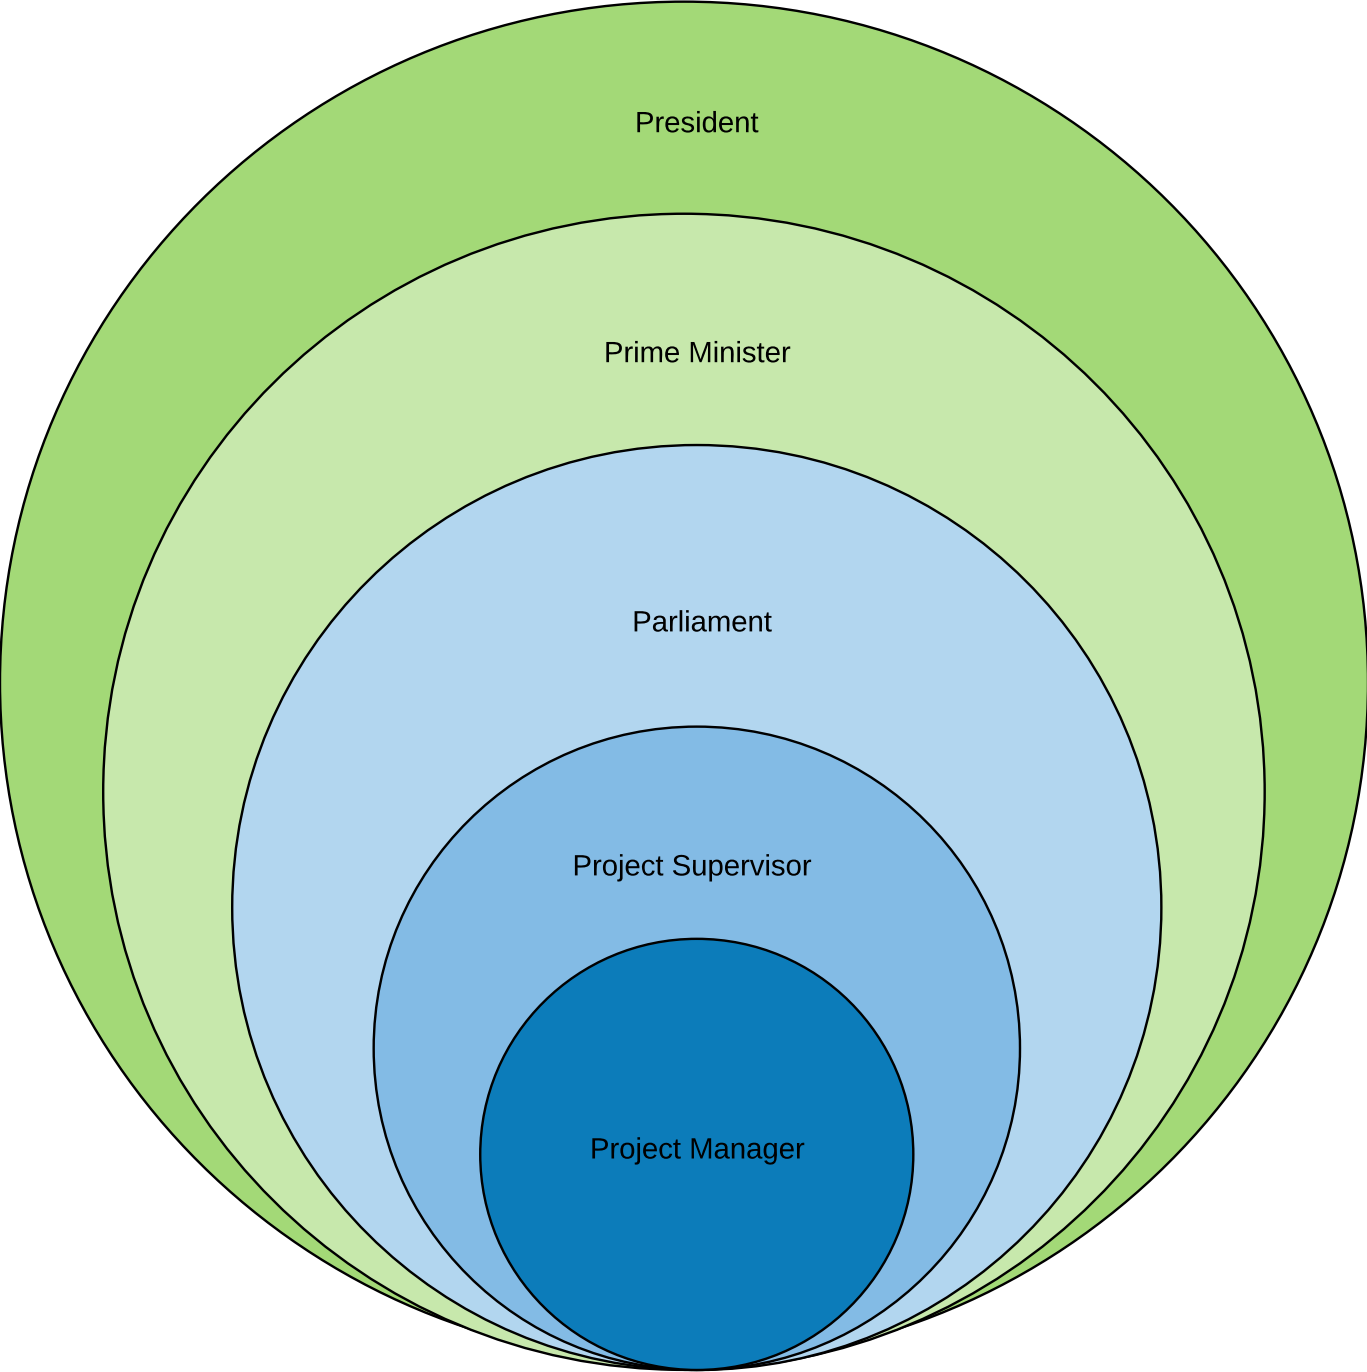 President
Prime Minister
Parliament
Project Supervisor
Project Manager